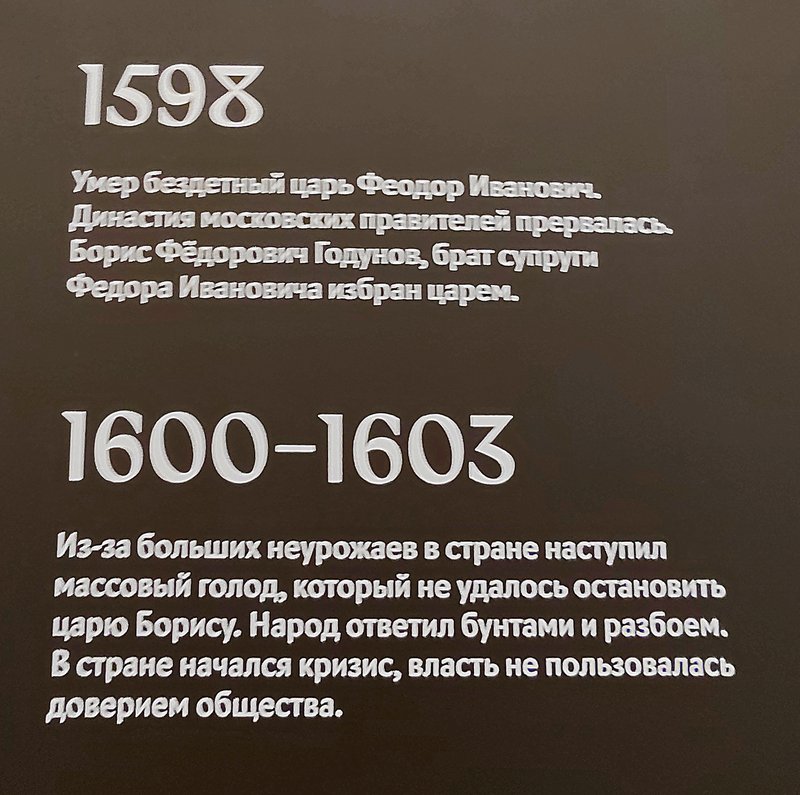 1598
Умер бездетный царь Феодор Иванович.
Династия московских правителей прервалась.
Борис Фёдорович Годунов, брат супруги
Федора Ивановича избран царем.
1600–1603
Из-за больших неурожаев в стране наступил
массовый голод, который не удалось остановить
царю Борису. Народ ответил бунтами и разбоем.
В стране начался кризис, власть не пользовалась
доверием общества.